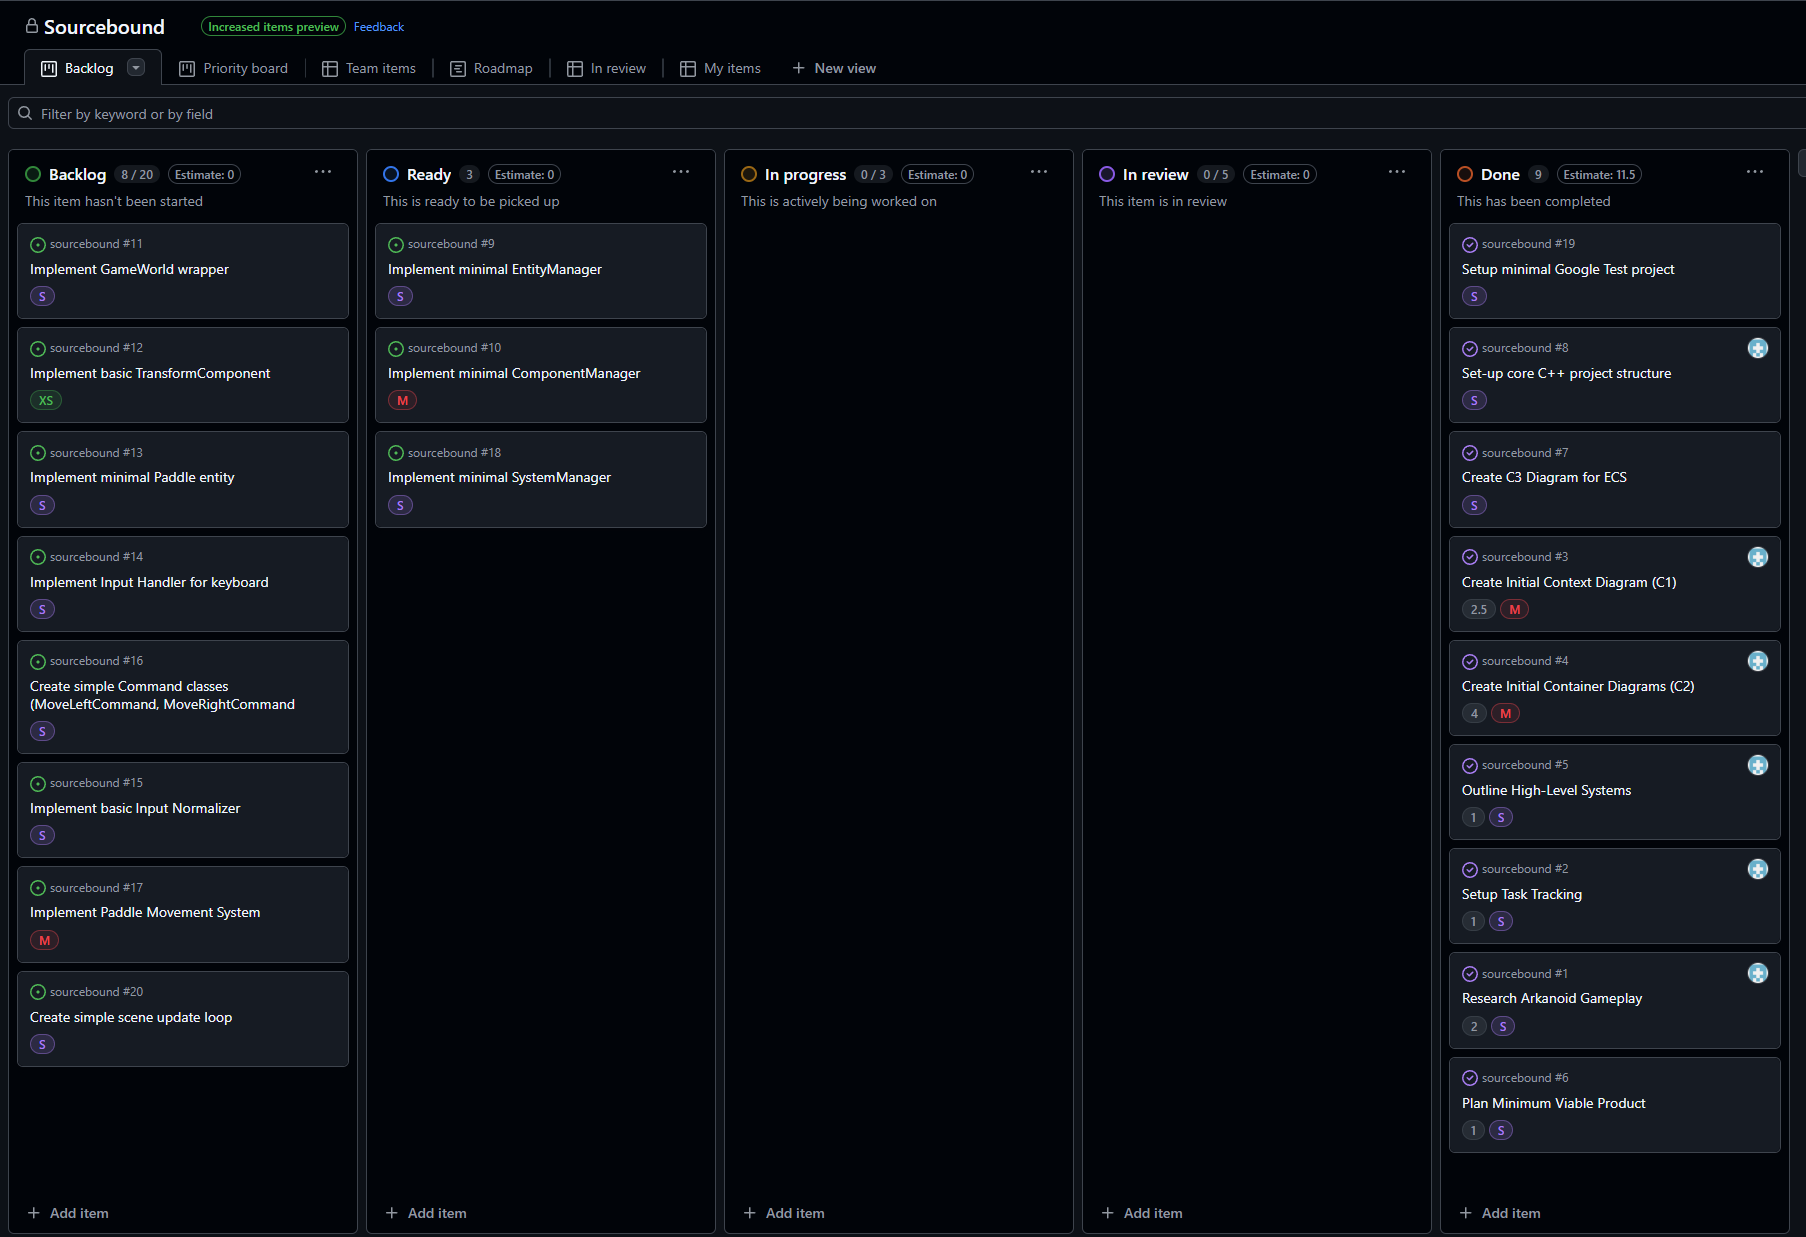 Sourcebound
Increased items preview
Feedback
Backlog
Priority board
Team items
Roadmap
In review
My items
New view
Filter by keyword or by field
Backlog 8 / 20 Estimate: 0
This item hasn't been started
sourcebound #11
Implement GameWorld wrapper
S
sourcebound #12
Implement basic TransformComponent
XS
sourcebound #13
Implement minimal Paddle entity
S
sourcebound #14
Implement Input Handler for keyboard
S
sourcebound #16
Create simple Command classes
(MoveLeftCommand, MoveRightCommand
S
sourcebound #15
Implement basic Input Normalizer
S
sourcebound #17
Implement Paddle Movement System
M
sourcebound #20
Create simple scene update loop
S
Add item
Ready 3 Estimate: 0
This is ready to be picked up
sourcebound #9
Implement minimal EntityManager
S
sourcebound #10
Implement minimal ComponentManager
M
sourcebound #18
Implement minimal SystemManager
S
Add item
In progress 0 / 3 Estimate: 0
This is actively being worked on
Add item
In review 0 / 5 Estimate: 0
This item is in review
Add item
Done 9 Estimate: 11.5
This has been completed
sourcebound #19
Setup minimal Google Test project
S
sourcebound #8
Set-up core C++ project structure
S
sourcebound #7
Create C3 Diagram for ECS
S
sourcebound #3
Create Initial Context Diagram (C1)
2.5 M
sourcebound #4
Create Initial Container Diagrams (C2)
4 M
sourcebound #5
Outline High-Level Systems
1 S
sourcebound #2
Setup Task Tracking
1 S
sourcebound #1
Research Arkanoid Gameplay
2 S
sourcebound #6
Plan Minimum Viable Product
1 S
Add item